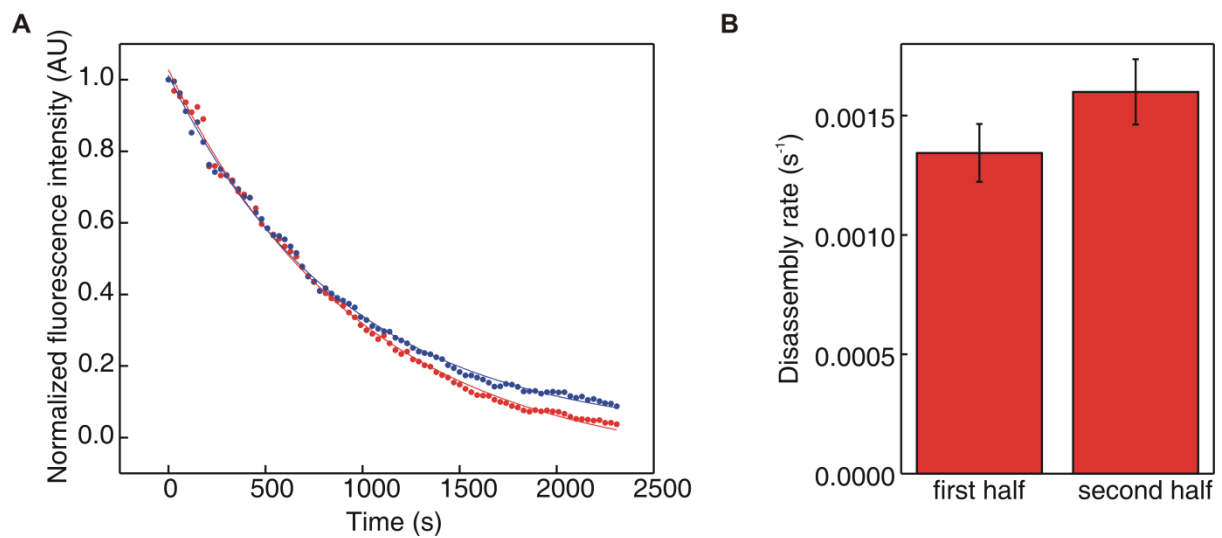 A
Normalized fluorescence intensity (AU)
1.0
0.8
0.6
0.4
0.2
0.0
0
500
1000
1500
2000
2500
Time (s)
B
Disassembly rate (s⁻¹)
0.0015
0.0010
0.0005
0.0000
first half
second half